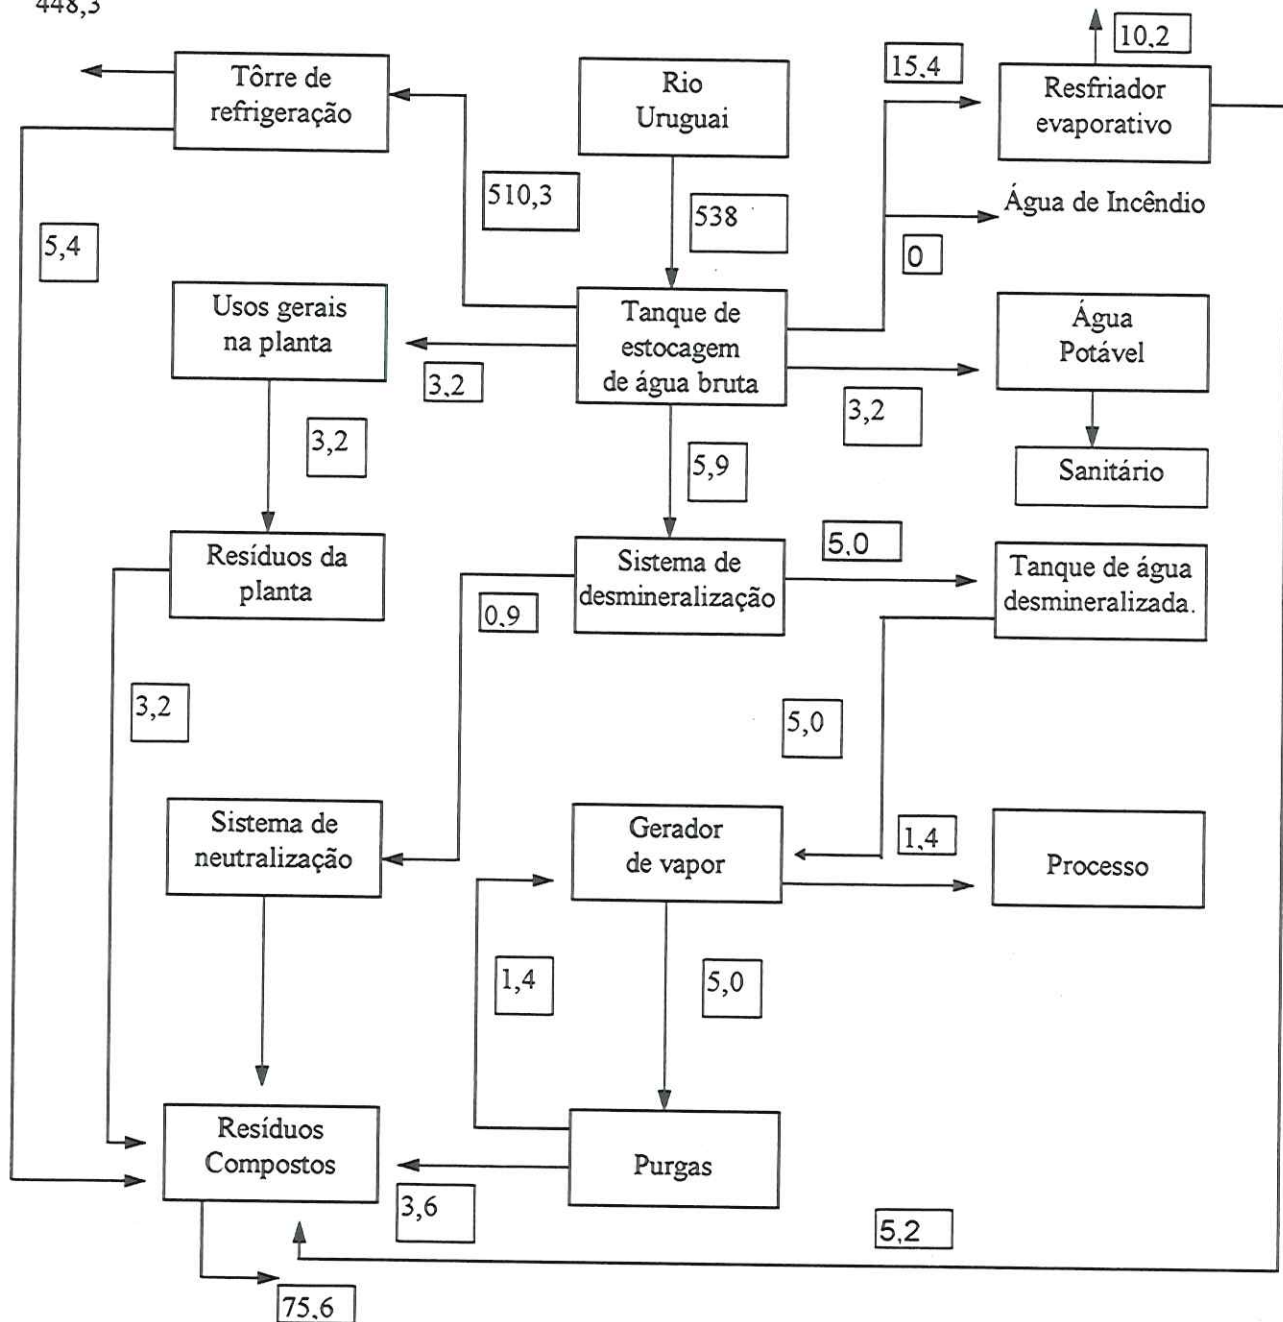 448,3
10,2
15,4
Tôrre de
refrigeração
Rio
Uruguai
Resfriador
evaporativo
510,3
538
Água de Incêndio
5,4
0
Usos gerais
na planta
Tanque de
estocagem
de água bruta
Água
Potável
3,2
3,2
3,2
5,9
Sanitário
5,0
Resíduos da
planta
Sistema de
desmineralização
Tanque de água
desmineralizada.
0,9
3,2
5,0
Sistema de
neutralização
Gerador
de vapor
1,4
Processo
1,4
5,0
Resíduos
Compostos
Purgas
3,6
5,2
75,6